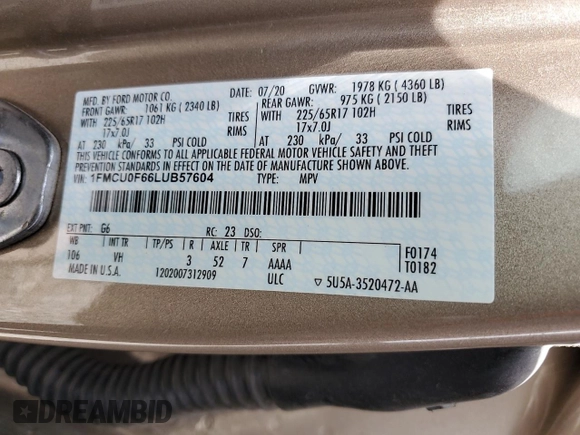 MFD. BY FORD MOTOR CO. DATE: 07/20 GVWR: 1978 KG ( 4360 LB)
FRONT GAWR: 1061 KG ( 2340 LB) REAR GAWR: 975 KG ( 2150 LB)
WITH 225/65R17 102H TIRES WITH 225/65R17 102H TIRES
17x7.0J RIMS 17x7.0J RIMS
AT 230 kPa/ 33 PSI COLD AT 230 kPa/ 33 PSI COLD
THIS VEHICLE CONFORMS TO ALL APPLICABLE FEDERAL MOTOR VEHICLE SAFETY, BUMPER, AND
THEFT PREVENTION STANDARDS IN EFFECT ON THE DATE OF MANUFACTURE SHOWN ABOVE.
VIN: 1FMCU0F66LUB57604 TYPE: MPV
EXT PNT: G6 RC: 23 DSO:
WB INT TR TP/PS R AXLE TR SPR F0174
106 VH 3 52 7 AAAA T0182
MADE IN U.S.A. 1202007312909 ULC ▽ 5U5A-3520472-AA
DREAMBID